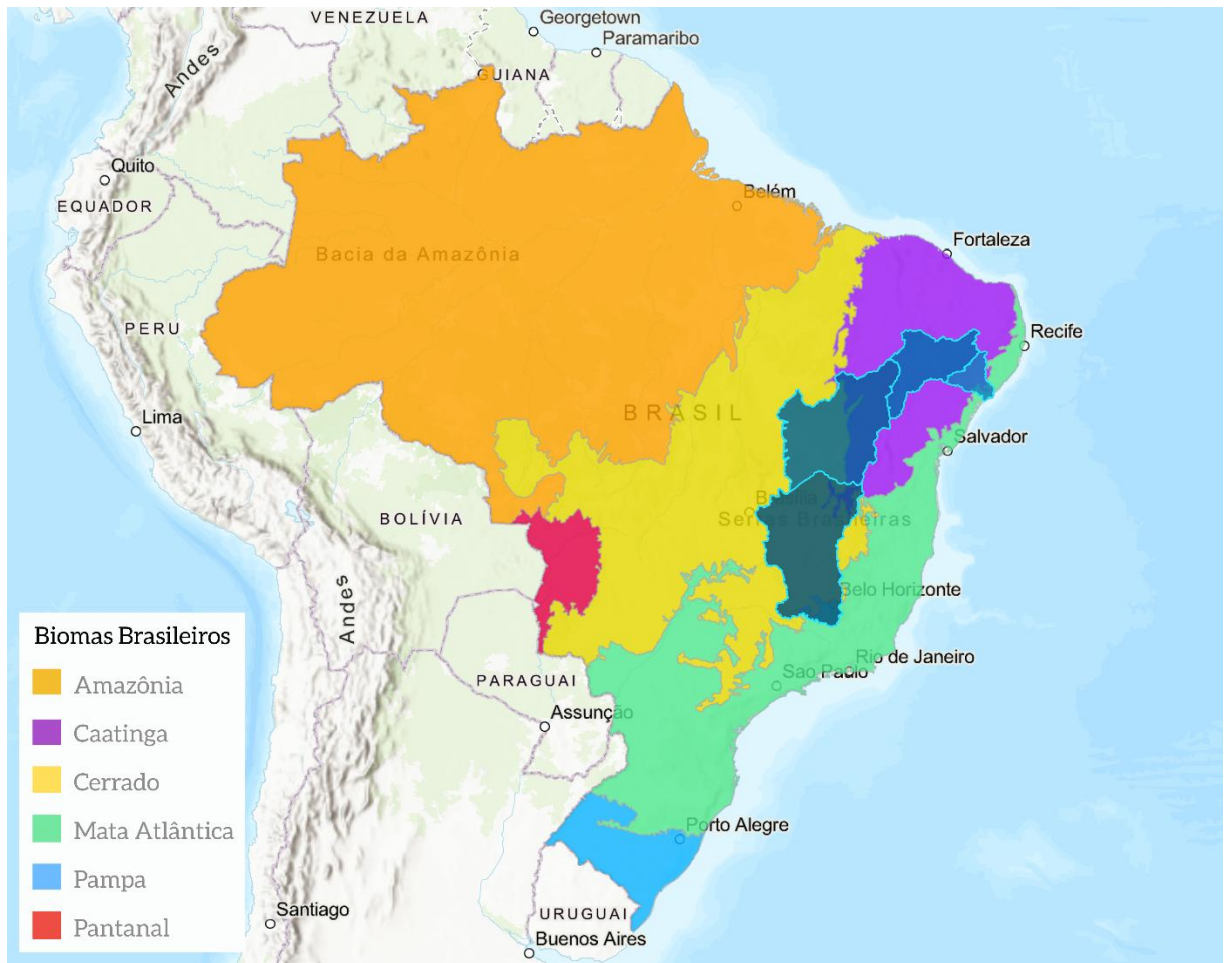 VENEZUELA
Georgetown
Paramaribo
Andes
GUIANA
Quito
Belém
EQUADOR
Fortaleza
Bacia da Amazônia
PERU
Recife
BRASIL
Lima
Salvador
Brasília
BOLÍVIA
Serras Brasileiras
Andes
Belo Horizonte
Rio de Janeiro
Sao Paulo
PARAGUAI
Assunção
Porto Alegre
Santiago
URUGUAI
Buenos Aires
Biomas Brasileiros
Amazônia
Caatinga
Cerrado
Mata Atlântica
Pampa
Pantanal